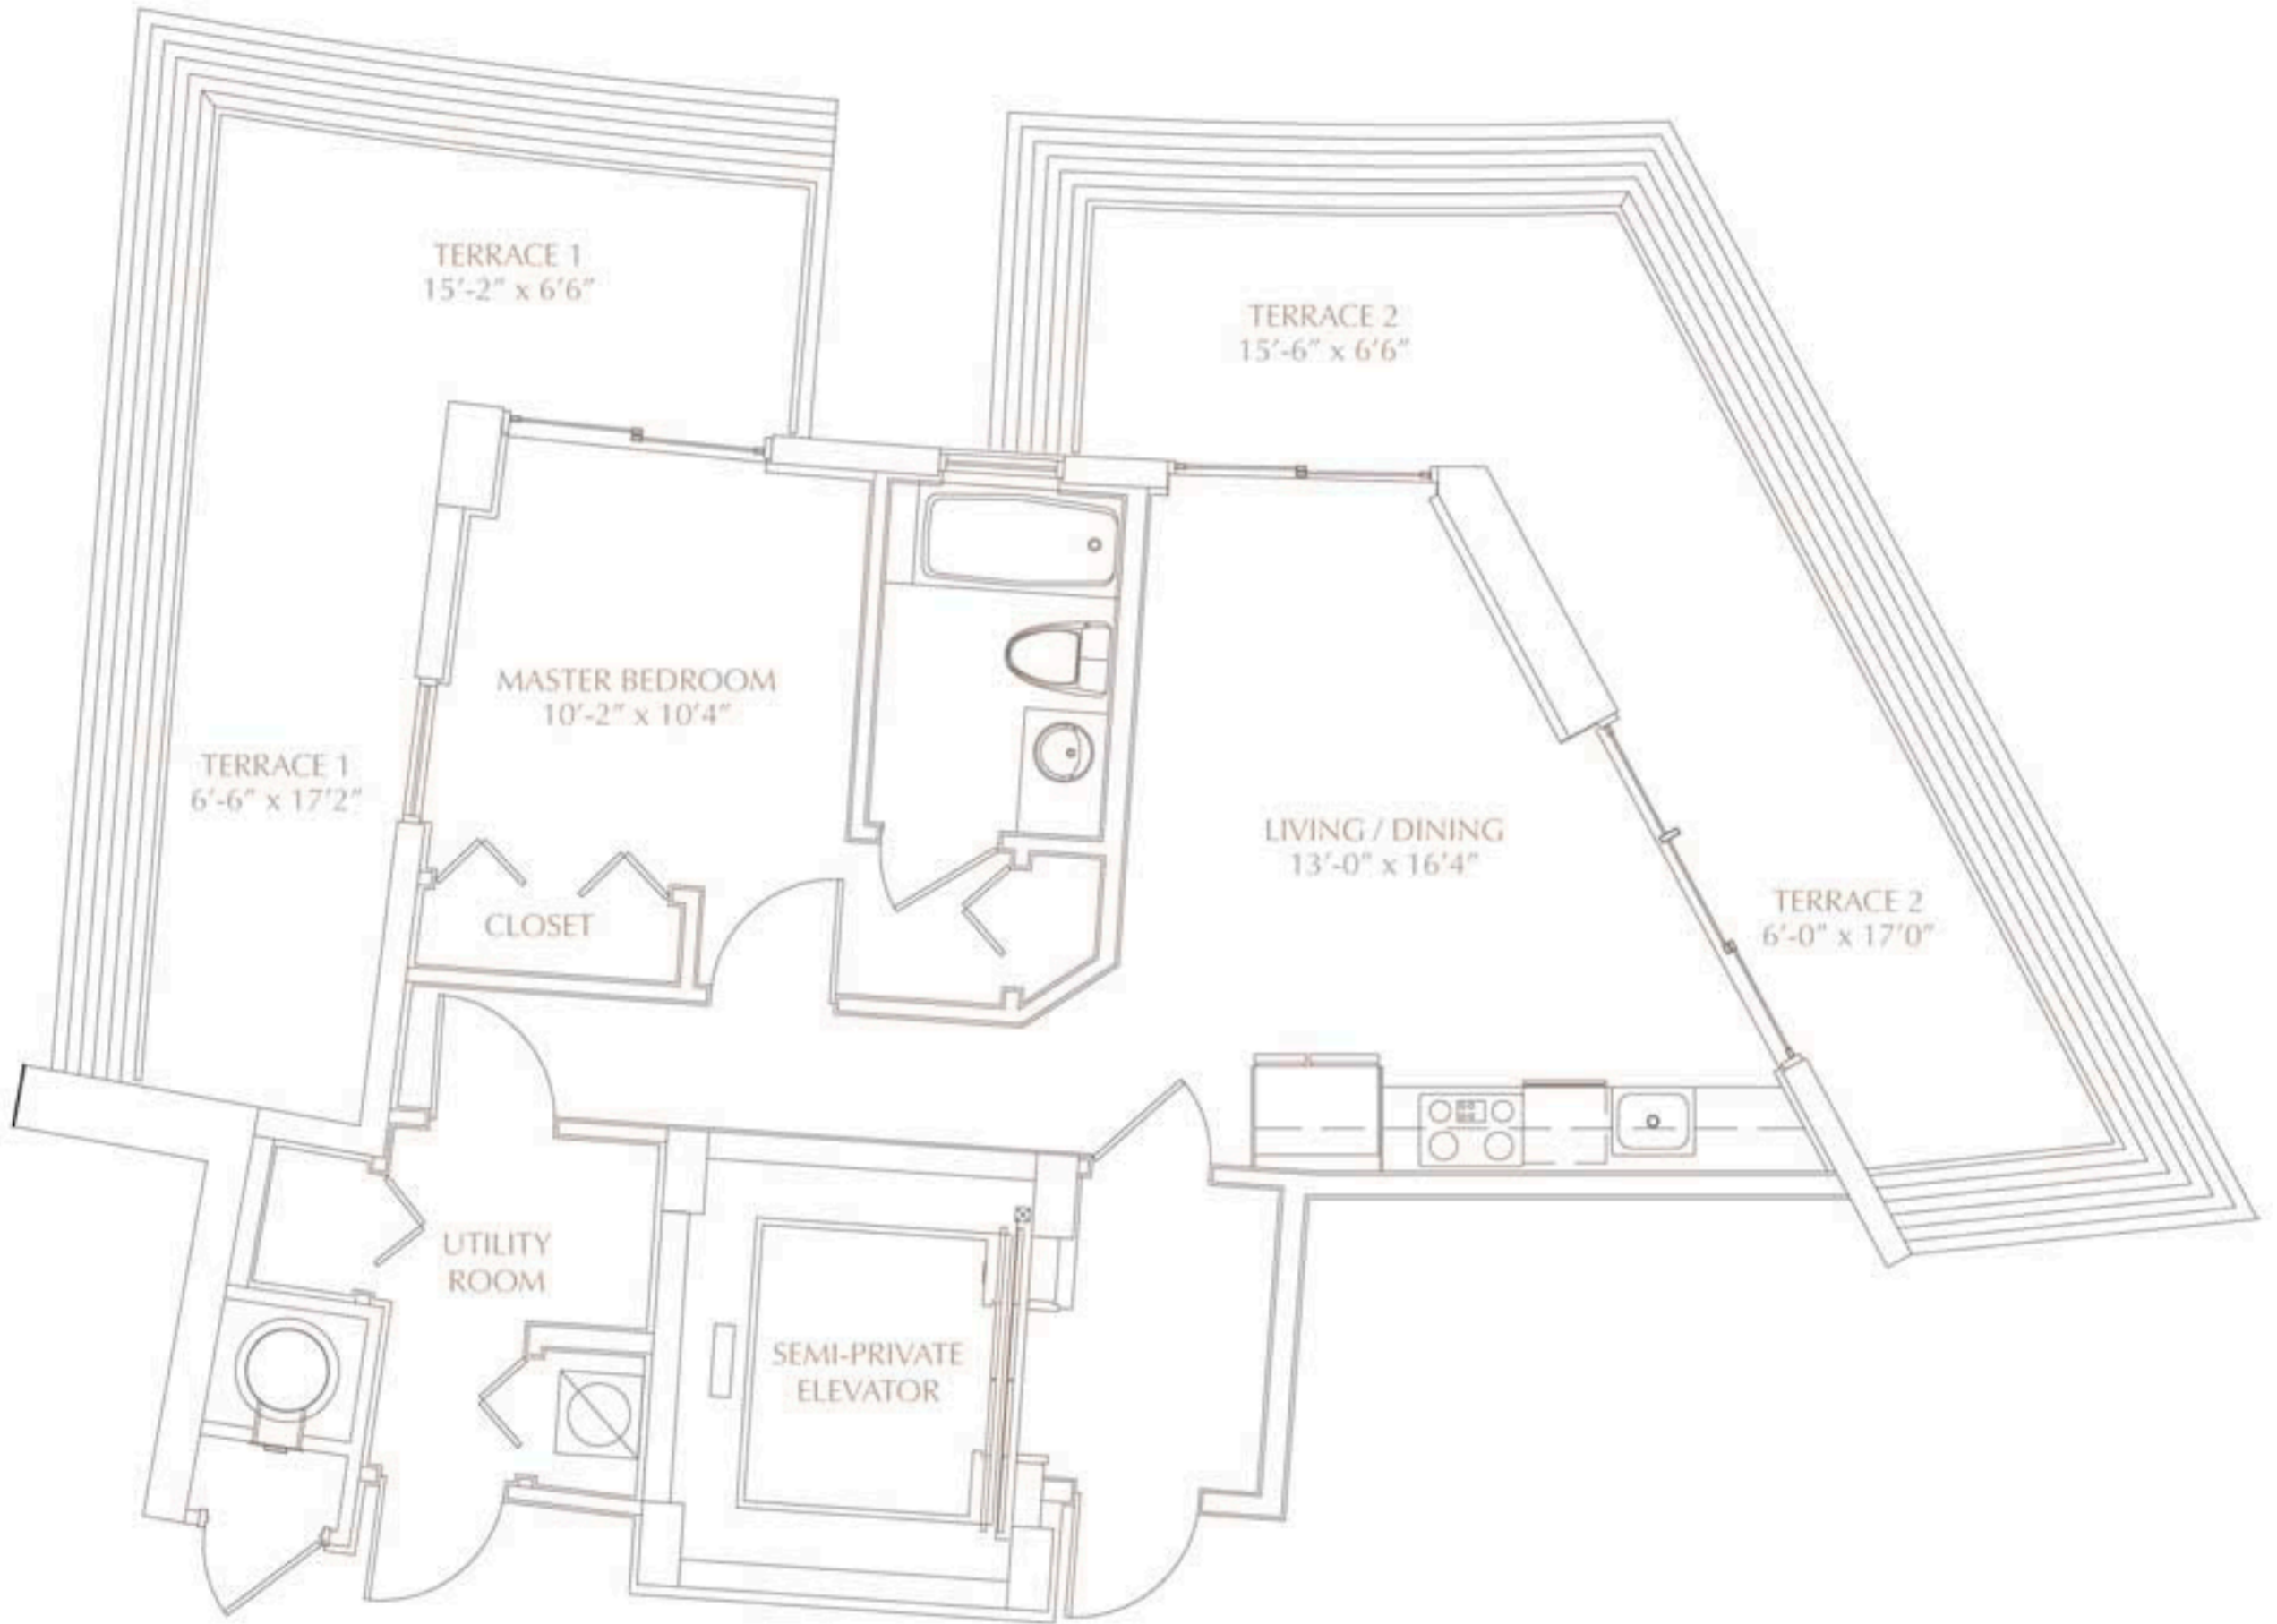 TERRACE 1
15'-2" x 6'6"
TERRACE 2
15'-6" x 6'6"
MASTER BEDROOM
10'-2" x 10'4"
TERRACE 1
6'-6" x 17'2"
LIVING / DINING
13'-0" x 16'4"
CLOSET
TERRACE 2
6'-0" x 17'0"
UTILITY
ROOM
SEMI-PRIVATE
ELEVATOR